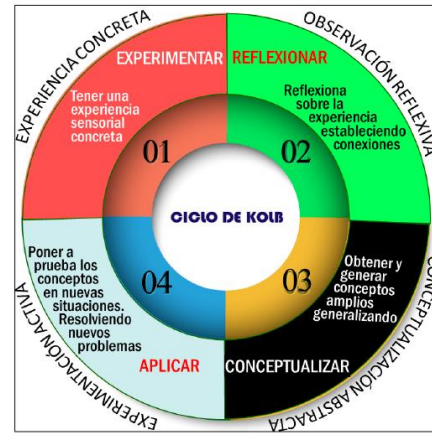 EXPERIENCIA CONCRETA
EXPERIMENTAR
Tener una
experiencia
sensorial
concreta
01
OBSERVACIÓN REFLEXIVA
REFLEXIONAR
Reflexiona
sobre la
experiencia
estableciendo
conexiones
02
CICLO DE KOLB
03
Obtener y
generar
conceptos
amplios
generalizando
CONCEPTUALIZAR
CONCEPTUALIZACIÓN ABSTRACTA
04
Poner a
prueba los
conceptos
en nuevas
situaciones.
Resolviendo
nuevos
problemas
APLICAR
EXPERIMENTACIÓN ACTIVA